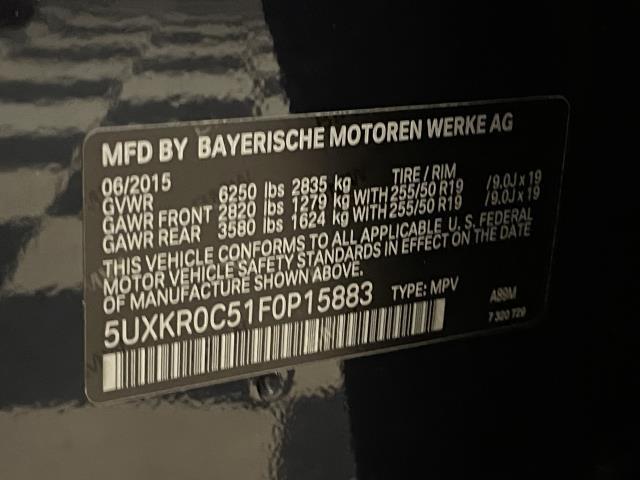 MFD BY BAYERISCHE MOTOREN WERKE AG
06/2015 TIRE / RIM
GVWR 6250 lbs 2835 kg
GAWR FRONT 2820 lbs 1279 kg WITH 255/50 R19 /9.0J x 19
GAWR REAR 3580 lbs 1624 kg WITH 255/50 R19 /9.0J x 19
THIS VEHICLE CONFORMS TO ALL APPLICABLE U. S. FEDERAL
MOTOR VEHICLE SAFETY STANDARDS IN EFFECT ON THE DATE
OF MANUFACTURE SHOWN ABOVE.
5UXKR0C51F0P15883 TYPE: MPV A99M
7 320 729